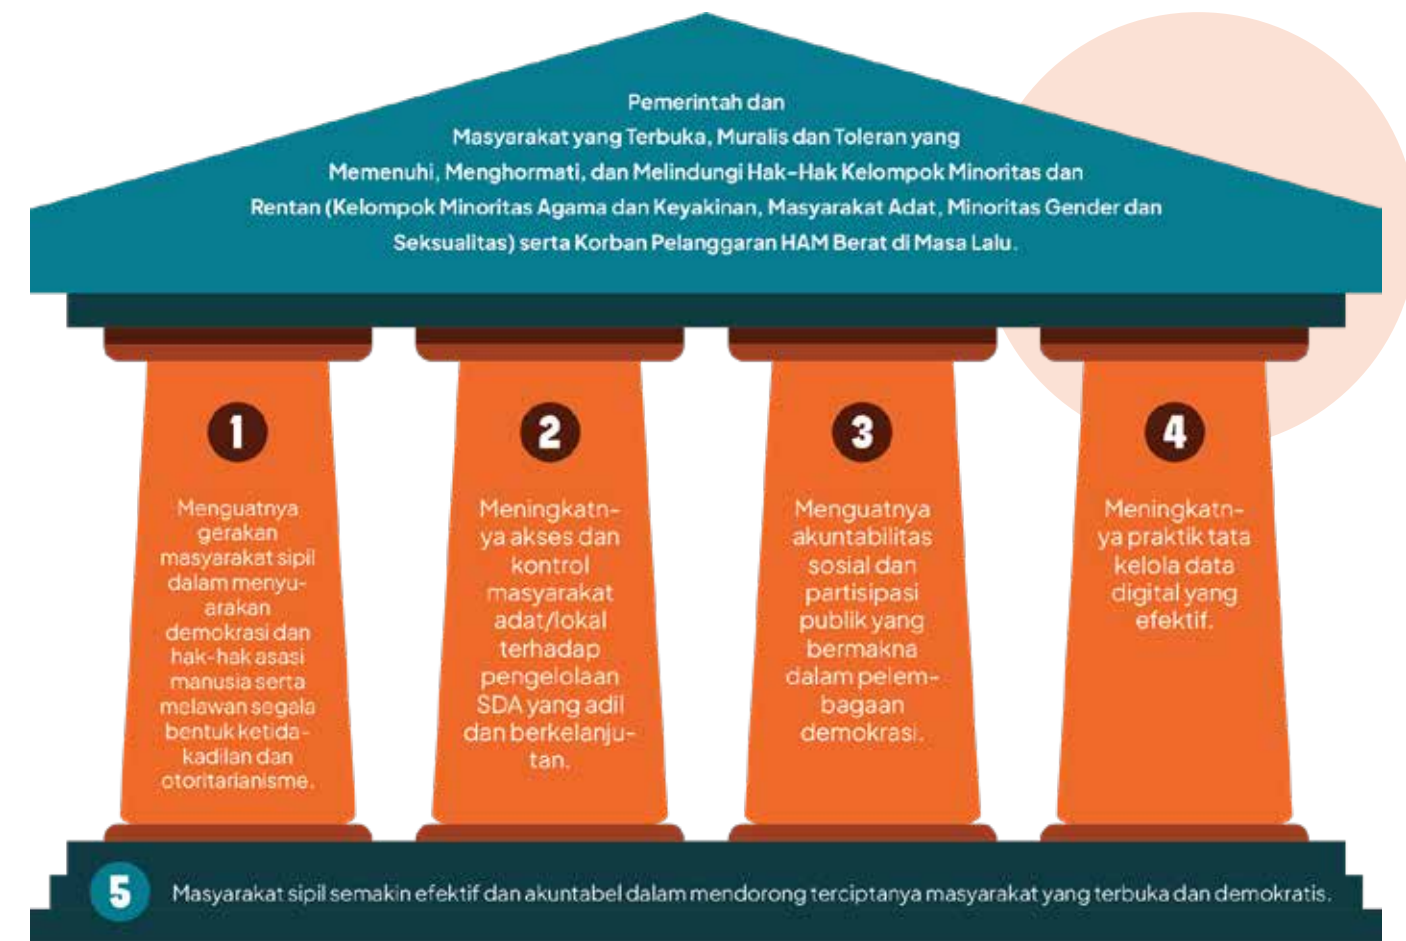 Pemerintah dan
Masyarakat yang Terbuka, Muralis dan Toleran yang
Memenuhi, Menghormati, dan Melindungi Hak-Hak Kelompok Minoritas dan
Rentan (Kelompok Minoritas Agama dan Keyakinan, Masyarakat Adat, Minoritas Gender dan
Seksualitas) serta Korban Pelanggaran HAM Berat di Masa Lalu.
1
Menguatnya
gerakan
masyarakat sipil
dalam menyu-
arakan
demokrasi dan
hak-hak asasi
manusia serta
melawan segala
bentuk ketida-
kadilan dan
otoritarianisme.
2
Meningkatn-
ya akses dan
kontrol
masyarakat
adat/lokal
terhadap
pengelolaan
SDA yang adil
dan berkelanju-
tan.
3
Menguatnya
akuntabilitas
sosial dan
partisipasi
publik yang
bermakna
dalam pelem-
bagaan
demokrasi.
4
Meningkatn-
ya praktik tata
kelola data
digital yang
efektif.
5
Masyarakat sipil semakin efektif dan akuntabel dalam mendorong terciptanya masyarakat yang terbuka dan demokratis.